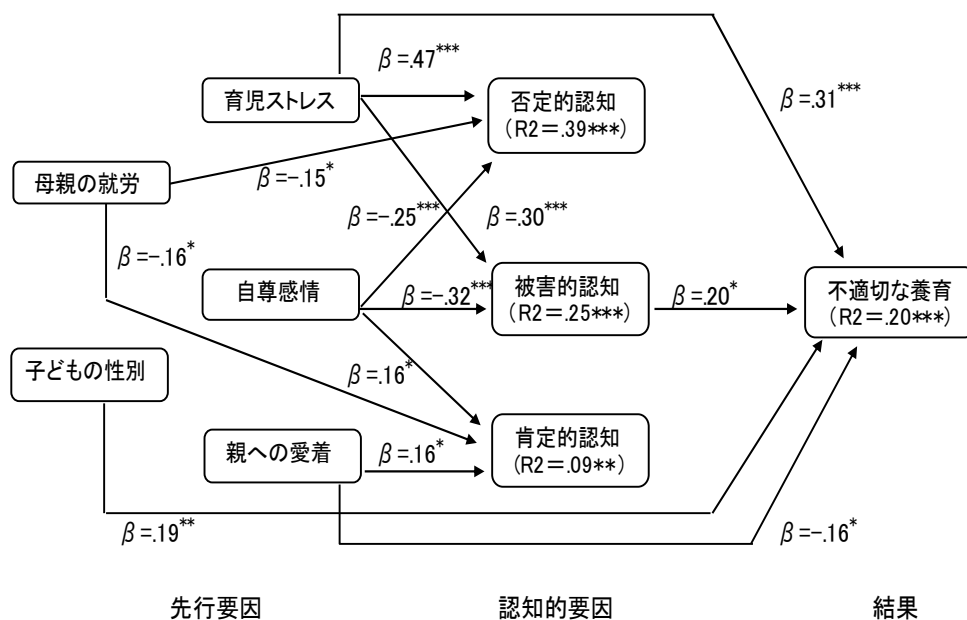 β=.47***
育児ストレス
否定的認知
(R2=.39***)
β=.31***
母親の就労
β=-.15*
β=-.25***
β=.30***
β=-.16*
自尊感情
β=-.32***
被害的認知
(R2=.25***)
β=.20*
不適切な養育
(R2=.20***)
子どもの性別
β=.16*
肯定的認知
(R2=.09**)
親への愛着
β=.16*
β=.19**
β=-.16*
先行要因
認知的要因
結果